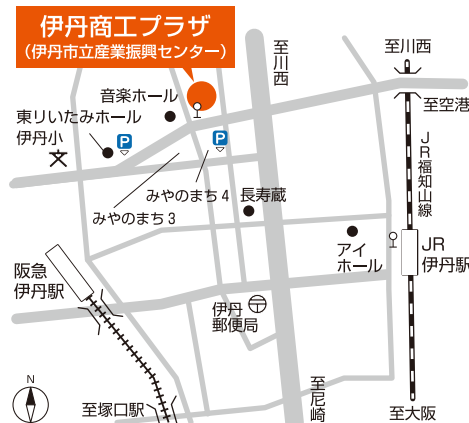 伊丹商工プラザ
（伊丹市立産業振興センター）
至川西
至川西
音楽ホール
東リいたみホール
伊丹小
文
P
P
至空港
JR福知山線
みやのまち4
みやのまち3
長寿蔵
アイ
ホール
JR
伊丹駅
阪急
伊丹駅
伊丹
郵便局
N
至塚口駅
至尼崎
至大阪